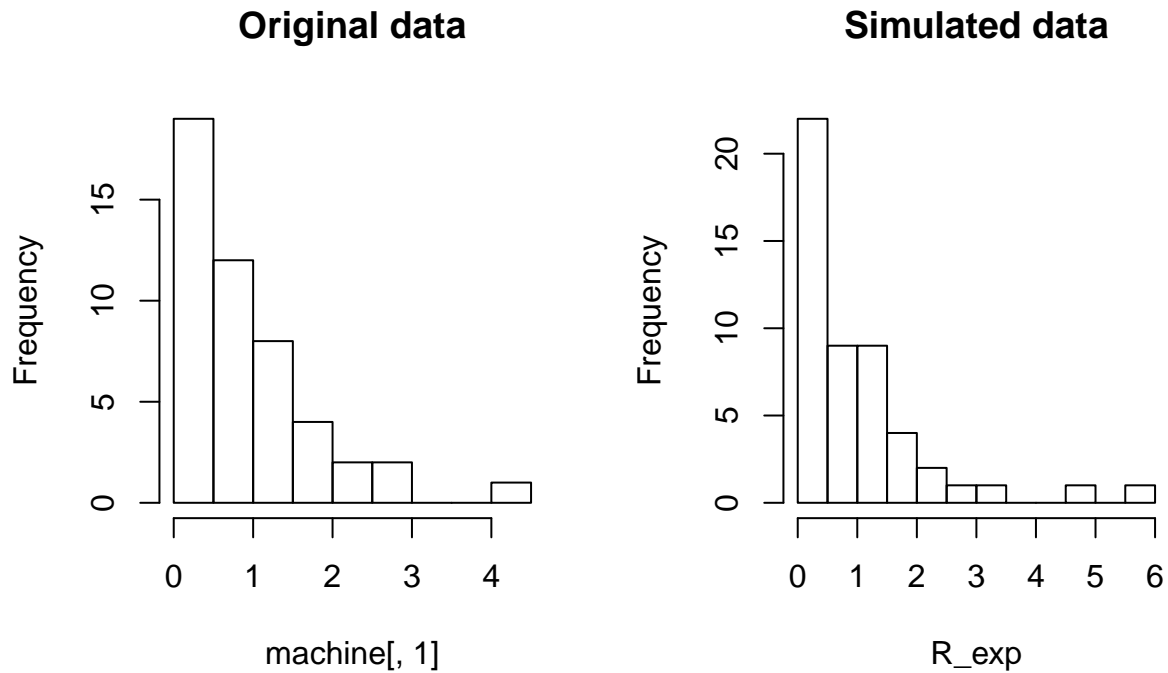 Original data
Frequency
0 5 10 15
0 1 2 3 4
machine[, 1]
Simulated data
Frequency
0 5 10 15 20
0 1 2 3 4 5 6
R_exp